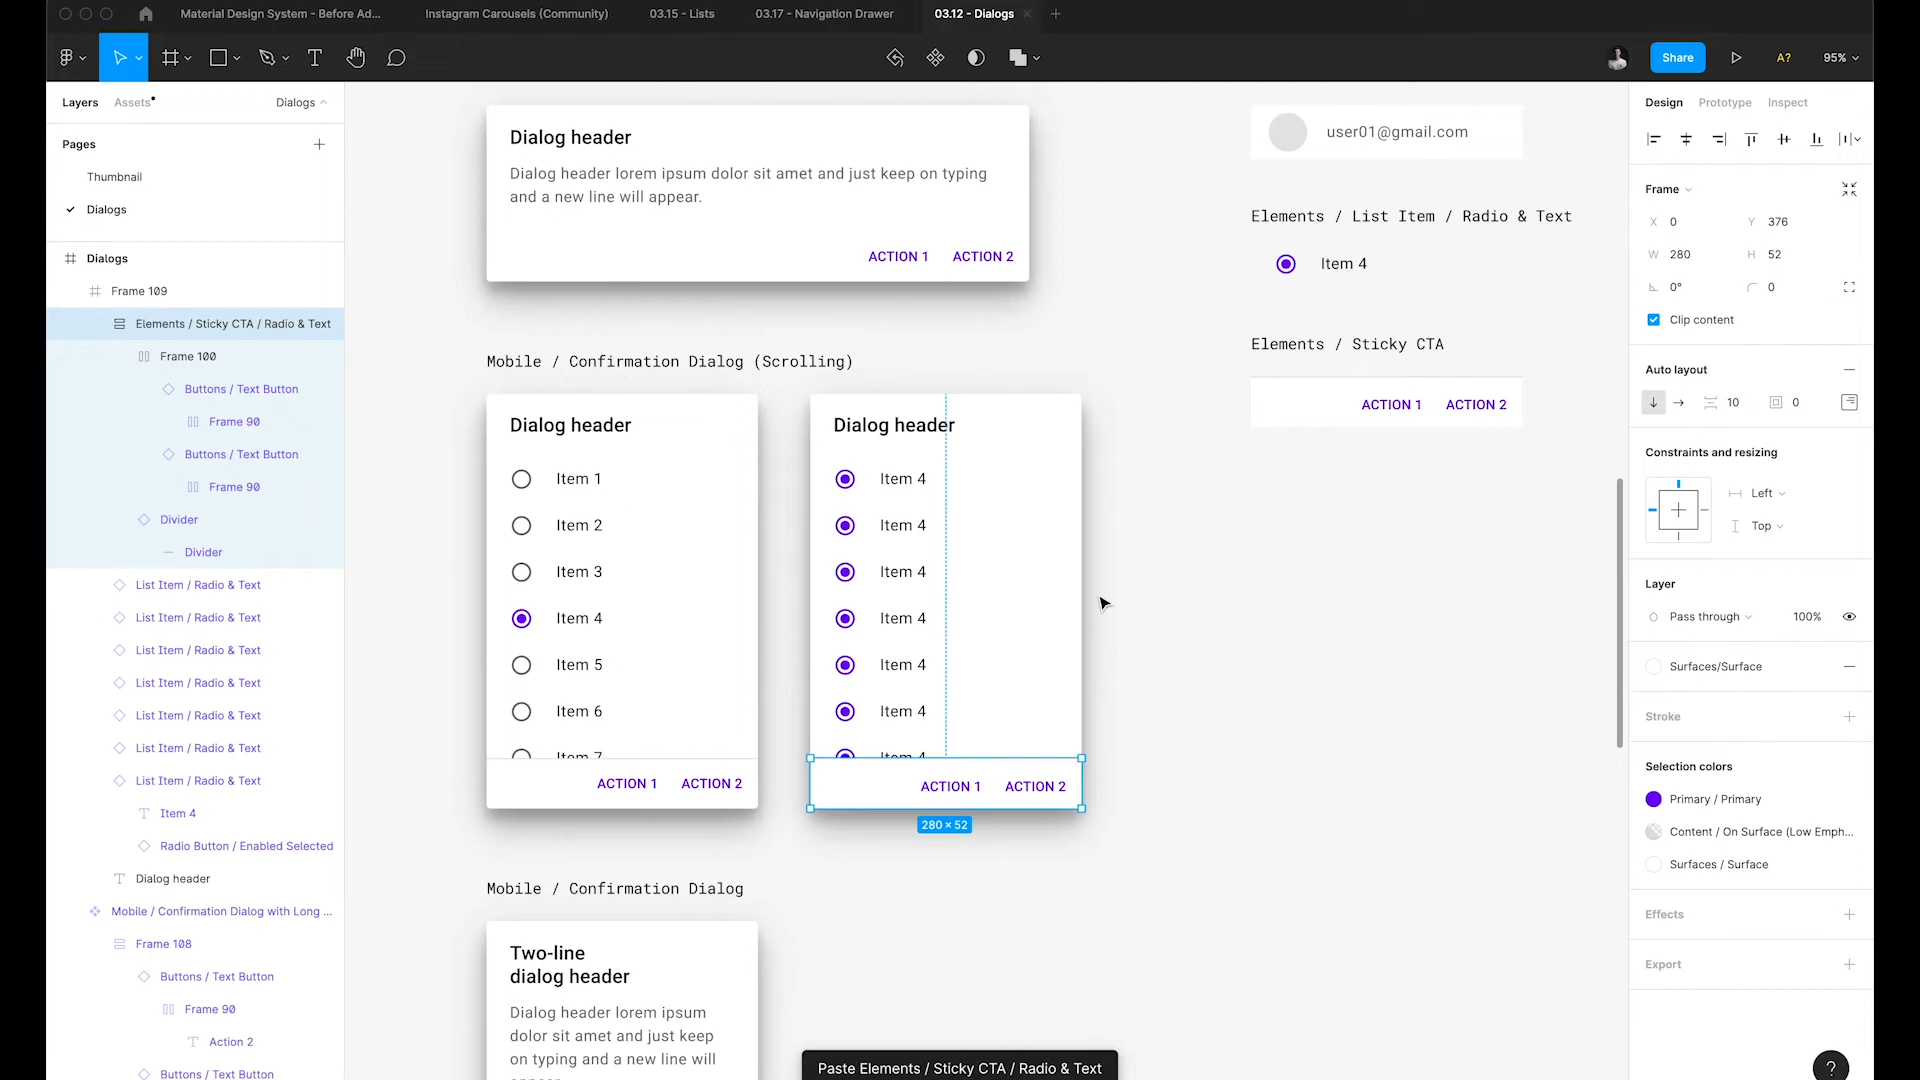 Material Design System - Before Ad...
Instagram Carousels (Community)
03.15 - Lists
03.17 - Navigation Drawer
03.12 - Dialogs
Share
A?
95%
Layers
Assets
Dialogs
Pages
Thumbnail
Dialogs
Dialogs
Frame 109
Elements / Sticky CTA / Radio & Text
Frame 100
Buttons / Text Button
Frame 90
Buttons / Text Button
Frame 90
Divider
Divider
List Item / Radio & Text
List Item / Radio & Text
List Item / Radio & Text
List Item / Radio & Text
List Item / Radio & Text
List Item / Radio & Text
List Item / Radio & Text
Item 4
Radio Button / Enabled Selected
Dialog header
Mobile / Confirmation Dialog with Long ...
Frame 108
Buttons / Text Button
Frame 90
Action 2
Buttons / Text Button
Dialog header
Dialog header lorem ipsum dolor sit amet and just keep on typing
and a new line will appear.
ACTION 1
ACTION 2
Mobile / Confirmation Dialog (Scrolling)
Dialog header
Item 1
Item 2
Item 3
Item 4
Item 5
Item 6
Item 7
ACTION 1
ACTION 2
Dialog header
Item 4
Item 4
Item 4
Item 4
Item 4
Item 4
Item 4
ACTION 1
ACTION 2
280 × 52
Mobile / Confirmation Dialog
Two-line
dialog header
Dialog header lorem ipsum
dolor sit amet and just keep
on typing and a new line will
appear.
Paste Elements / Sticky CTA / Radio & Text
user01@gmail.com
Elements / List Item / Radio & Text
Item 4
Elements / Sticky CTA
ACTION 1
ACTION 2
Design
Prototype
Inspect
Frame
X 0
Y 376
W 280
H 52
0°
0
Clip content
Auto layout
10
0
Constraints and resizing
Left
Top
Layer
Pass through
100%
Surfaces/Surface
Stroke
Selection colors
Primary / Primary
Content / On Surface (Low Emph...
Surfaces / Surface
Effects
Export
?